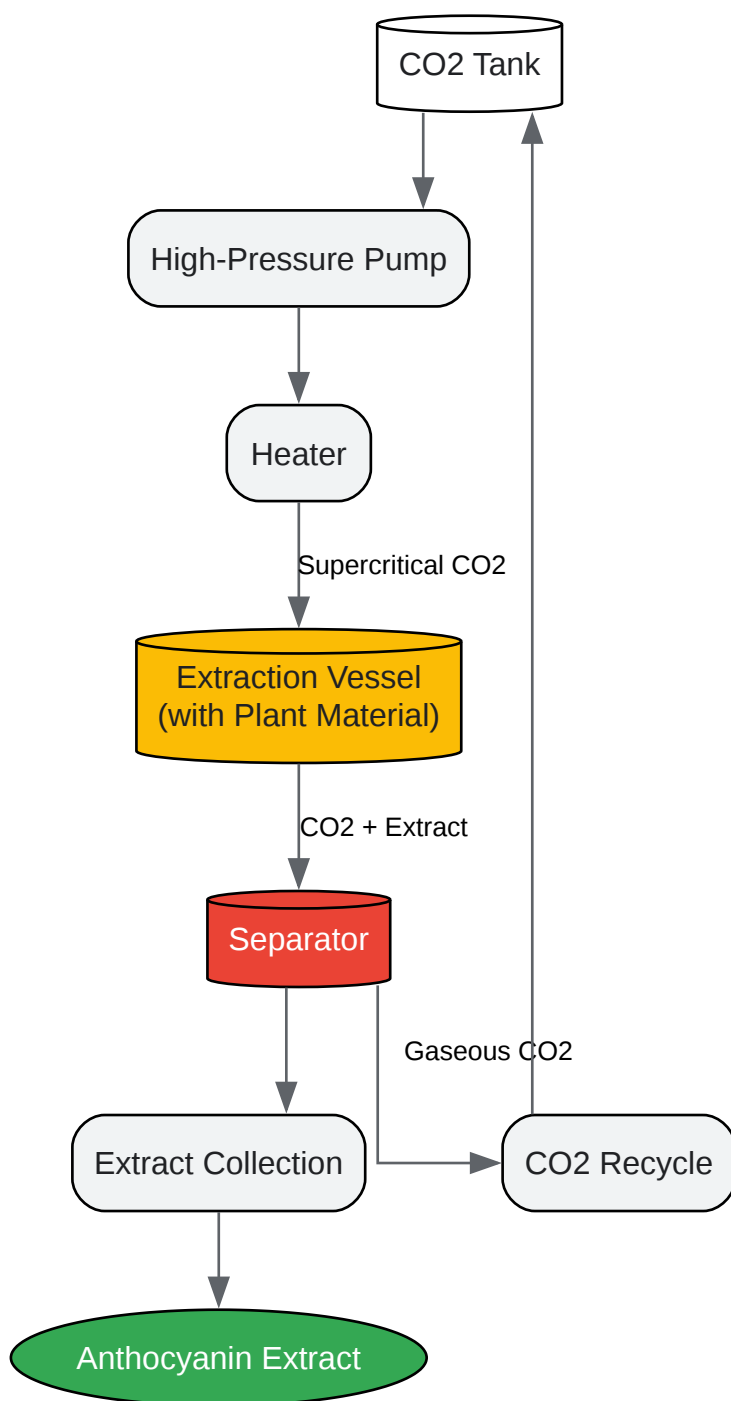 CO2 Tank
High-Pressure Pump
Heater
Supercritical CO2
Extraction Vessel
(with Plant Material)
CO2 + Extract
Separator
Gaseous CO2
Extract Collection
CO2 Recycle
Anthocyanin Extract